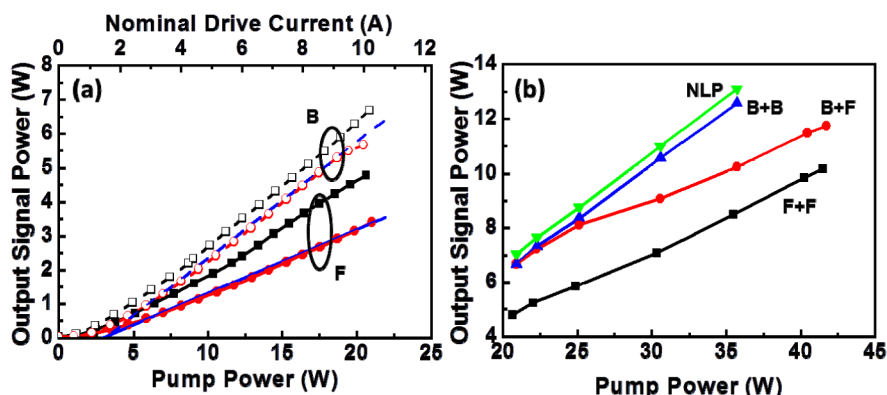 Nominal Drive Current (A)
0 2 4 6 8 10 12
(a)
B
F
Output Signal Power (W)
8
7
6
5
4
3
2
1
0
0 5 10 15 20 25
Pump Power (W)
(b)
NLP
B+B
B+F
F+F
Output Signal Power (W)
14
12
10
8
6
4
20 25 30 35 40 45
Pump Power (W)